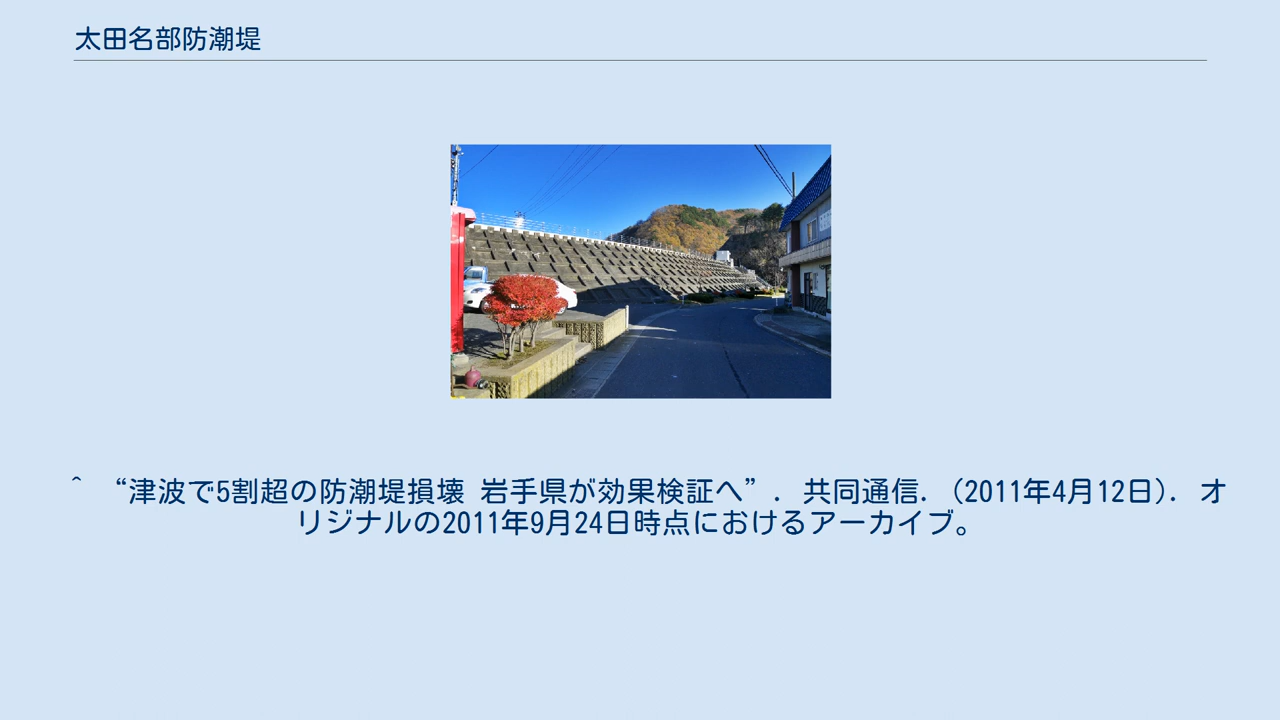 太田名部防潮堤
^ “津波で5割超の防潮堤損壊 岩手県が効果検証へ”. 共同通信. (2011年4月12日). ^ オ
リジナルの2011年9月24日時点におけるアーカイブ。